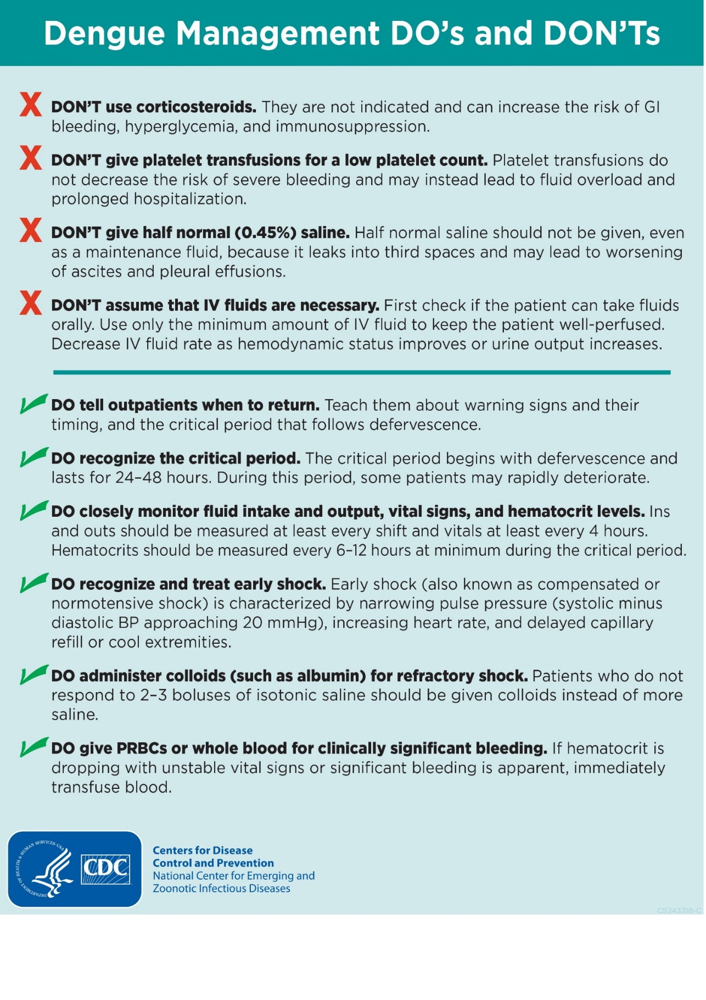 Dengue Management DO’s and DON’Ts
X DON’T use corticosteroids. They are not indicated and can increase the risk of GI
bleeding, hyperglycemia, and immunosuppression.
X DON’T give platelet transfusions for a low platelet count. Platelet transfusions do
not decrease the risk of severe bleeding and may instead lead to fluid overload and
prolonged hospitalization.
X DON’T give half normal (0.45%) saline. Half normal saline should not be given, even
as a maintenance fluid, because it leaks into third spaces and may lead to worsening
of ascites and pleural effusions.
X DON’T assume that IV fluids are necessary. First check if the patient can take fluids
orally. Use only the minimum amount of IV fluid to keep the patient well-perfused.
Decrease IV fluid rate as hemodynamic status improves or urine output increases.
DO tell outpatients when to return. Teach them about warning signs and their
timing, and the critical period that follows defervescence.
DO recognize the critical period. The critical period begins with defervescence and
lasts for 24–48 hours. During this period, some patients may rapidly deteriorate.
DO closely monitor fluid intake and output, vital signs, and hematocrit levels. Ins
and outs should be measured at least every shift and vitals at least every 4 hours.
Hematocrits should be measured every 6–12 hours at minimum during the critical period.
DO recognize and treat early shock. Early shock (also known as compensated or
normotensive shock) is characterized by narrowing pulse pressure (systolic minus
diastolic BP approaching 20 mmHg), increasing heart rate, and delayed capillary
refill or cool extremities.
DO administer colloids (such as albumin) for refractory shock. Patients who do not
respond to 2–3 boluses of isotonic saline should be given colloids instead of more
saline.
DO give PRBCs or whole blood for clinically significant bleeding. If hematocrit is
dropping with unstable vital signs or significant bleeding is apparent, immediately
transfuse blood.
DEPARTMENT OF HEALTH & HUMAN SERVICES·USA
CDC
Centers for Disease
Control and Prevention
National Center for Emerging and
Zoonotic Infectious Diseases
CS243318-C